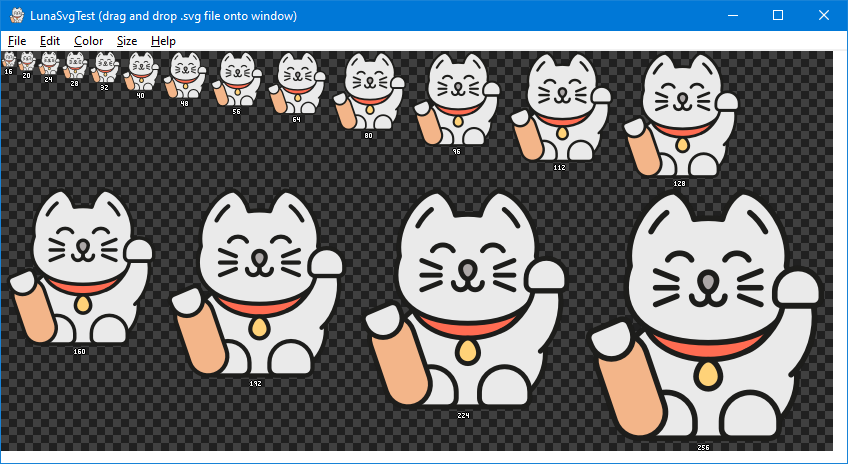 LunaSvgTest (drag and drop .svg file onto window)
File Edit Color Size Help
16 20 24 28 32 40 48 56 64 80 96 112 128
160 192 224 256